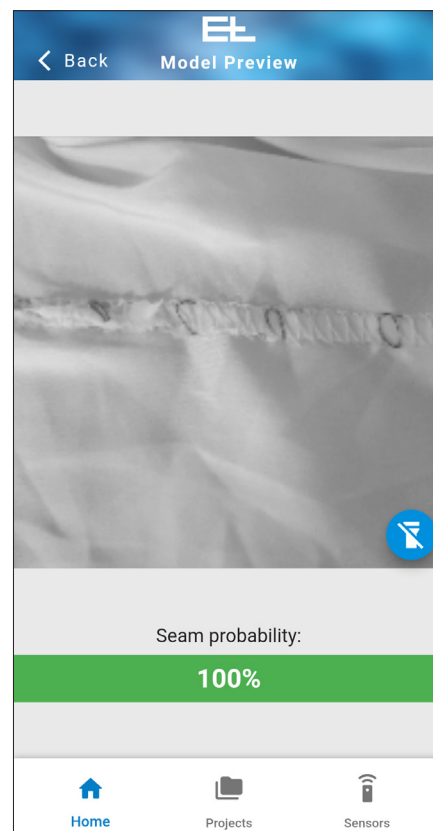 E+L
Back
Model Preview
Seam probability:
100%
Home
Projects
Sensors